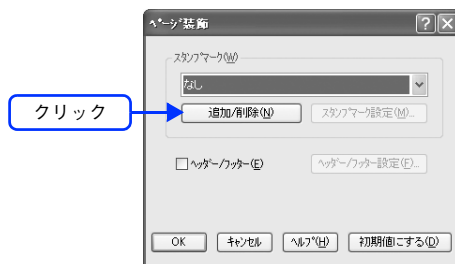 ﾍﾟｰｼﾞ装飾
ｽﾀﾝﾌﾟﾏｰｸ(W)
なし
クリック
追加/削除(N)
ｽﾀﾝﾌﾟﾏｰｸ設定(M)...
ﾍｯﾀﾞｰ/ﾌｯﾀｰ(E)
ﾍｯﾀﾞｰ/ﾌｯﾀｰ設定(F)...
OK
ｷｬﾝｾﾙ
ﾍﾙﾌﾟ(H)
初期値にする(D)